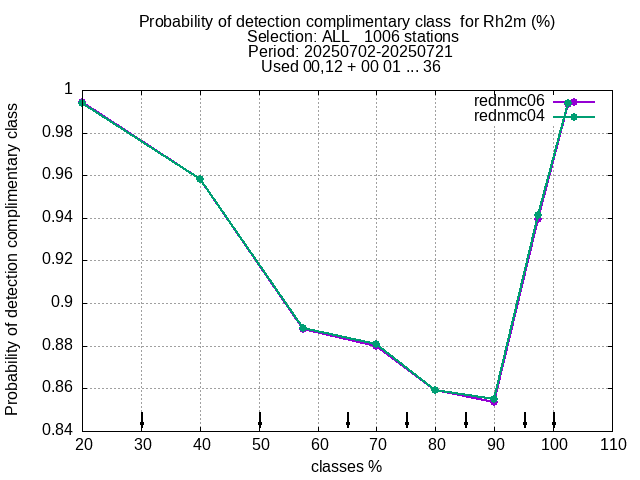 Probability of detection complimentary class  for Rh2m (%)
Selection: ALL   1006 stations
Period: 20250702-20250721
Used 00,12 + 00 01 ... 36
rednmc06
rednmc04
Probability of detection complimentary class
1
0.98
0.96
0.94
0.92
0.9
0.88
0.86
0.84
20 30 40 50 60 70 80 90 100 110
classes %